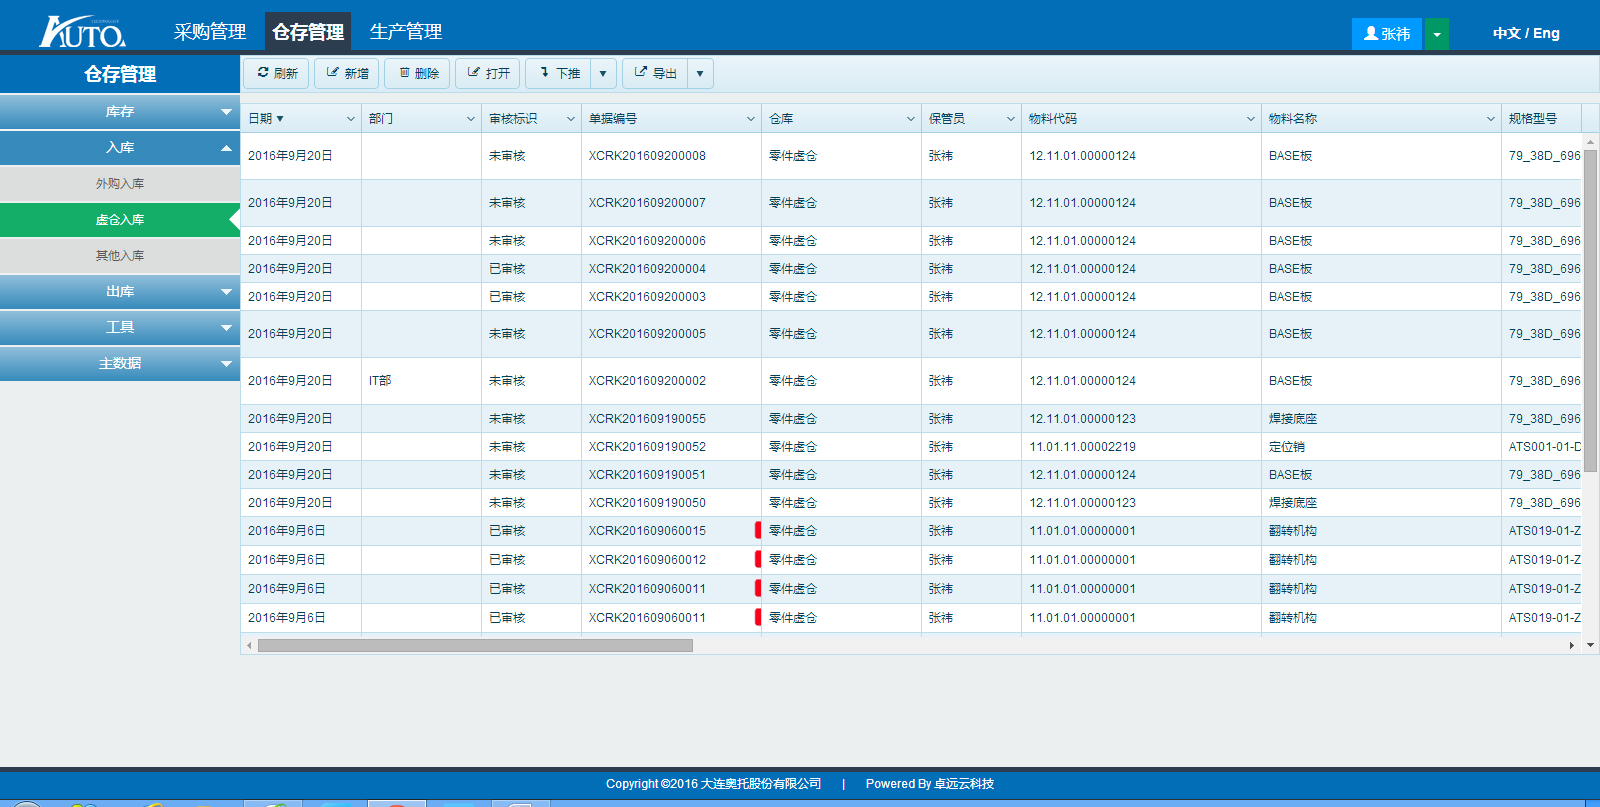 AUTO 采购管理 仓存管理 生产管理 张祎 中文 / Eng
仓存管理 刷新 新增 删除 打开 下推 导出
库存
入库
外购入库
虚仓入库
其他入库
出库
工具
主数据
日期 部门 审核标识 单据编号 仓库 保管员 物料代码 物料名称 规格型号
2016年9月20日 未审核 XCRK201609200008 零件虚仓 张祎 12.11.01.00000124 BASE板 79_38D_696
2016年9月20日 未审核 XCRK201609200007 零件虚仓 张祎 12.11.01.00000124 BASE板 79_38D_696
2016年9月20日 未审核 XCRK201609200006 零件虚仓 张祎 12.11.01.00000124 BASE板 79_38D_696
2016年9月20日 已审核 XCRK201609200004 零件虚仓 张祎 12.11.01.00000124 BASE板 79_38D_696
2016年9月20日 已审核 XCRK201609200003 零件虚仓 张祎 12.11.01.00000124 BASE板 79_38D_696
2016年9月20日 未审核 XCRK201609200005 零件虚仓 张祎 12.11.01.00000124 BASE板 79_38D_696
2016年9月20日 IT部 未审核 XCRK201609200002 零件虚仓 张祎 12.11.01.00000124 BASE板 79_38D_696
2016年9月20日 未审核 XCRK201609190055 零件虚仓 张祎 12.11.01.00000123 焊接底座 79_38D_696
2016年9月20日 未审核 XCRK201609190052 零件虚仓 张祎 11.01.11.00002219 定位销 ATS001-01-D
2016年9月20日 未审核 XCRK201609190051 零件虚仓 张祎 12.11.01.00000124 BASE板 79_38D_696
2016年9月20日 未审核 XCRK201609190050 零件虚仓 张祎 12.11.01.00000123 焊接底座 79_38D_696
2016年9月6日 已审核 XCRK201609060015 零件虚仓 张祎 11.01.01.00000001 翻转机构 ATS019-01-Z
2016年9月6日 已审核 XCRK201609060012 零件虚仓 张祎 11.01.01.00000001 翻转机构 ATS019-01-Z
2016年9月6日 已审核 XCRK201609060011 零件虚仓 张祎 11.01.01.00000001 翻转机构 ATS019-01-Z
2016年9月6日 已审核 XCRK201609060011 零件虚仓 张祎 11.01.01.00000001 翻转机构 ATS019-01-Z
Copyright ©2016 大连奥托股份有限公司 | Powered By 卓远云科技